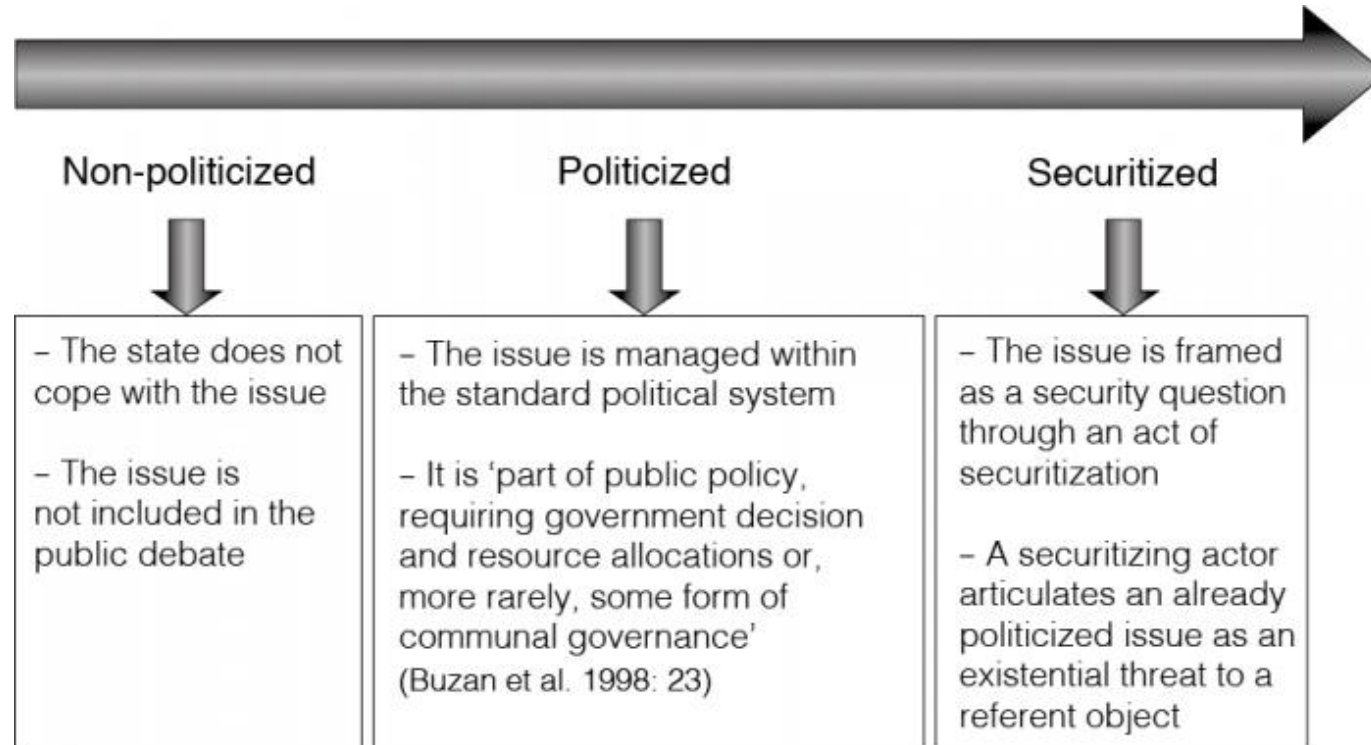 Non-politicized
Politicized
Securitized
– The state does not
cope with the issue
– The issue is
not included in the
public debate
– The issue is managed within
the standard political system
– It is ‘part of public policy,
requiring government decision
and resource allocations or,
more rarely, some form of
communal governance’
(Buzan et al. 1998: 23)
– The issue is framed
as a security question
through an act of
securitization
– A securitizing actor
articulates an already
politicized issue as an
existential threat to a
referent object